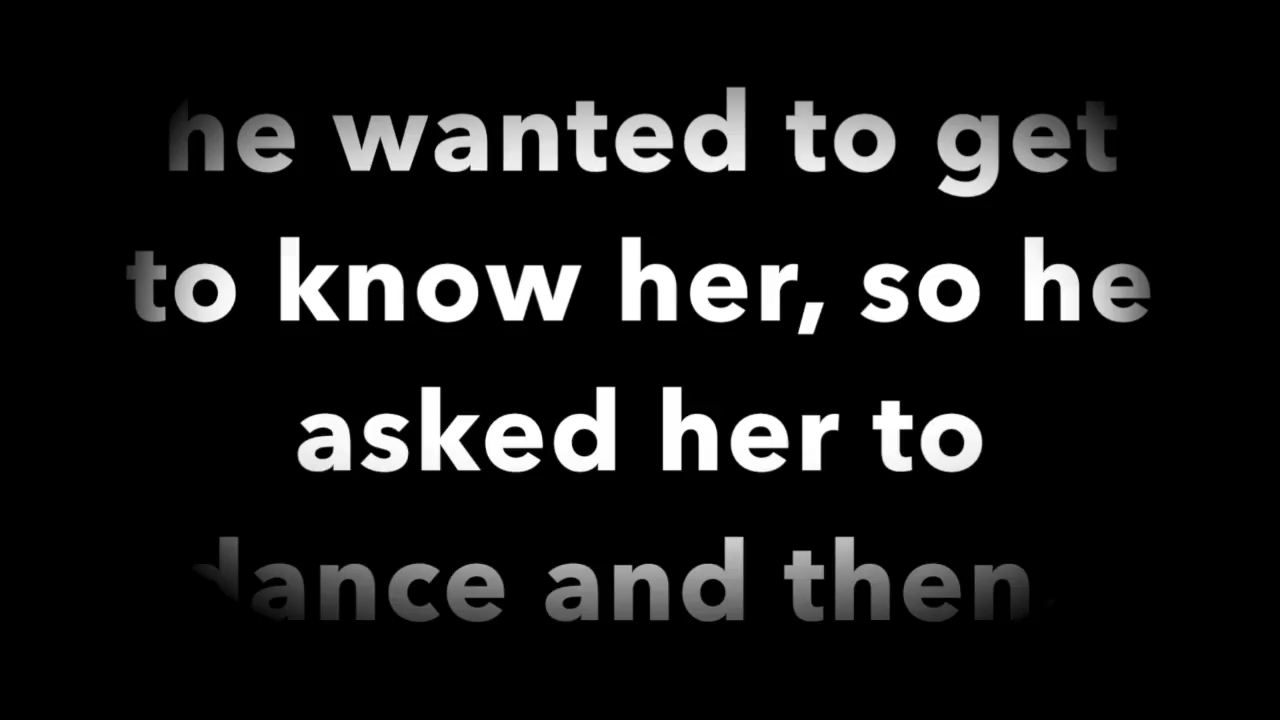 he wanted to get
to know her, so he
asked her to
dance and then